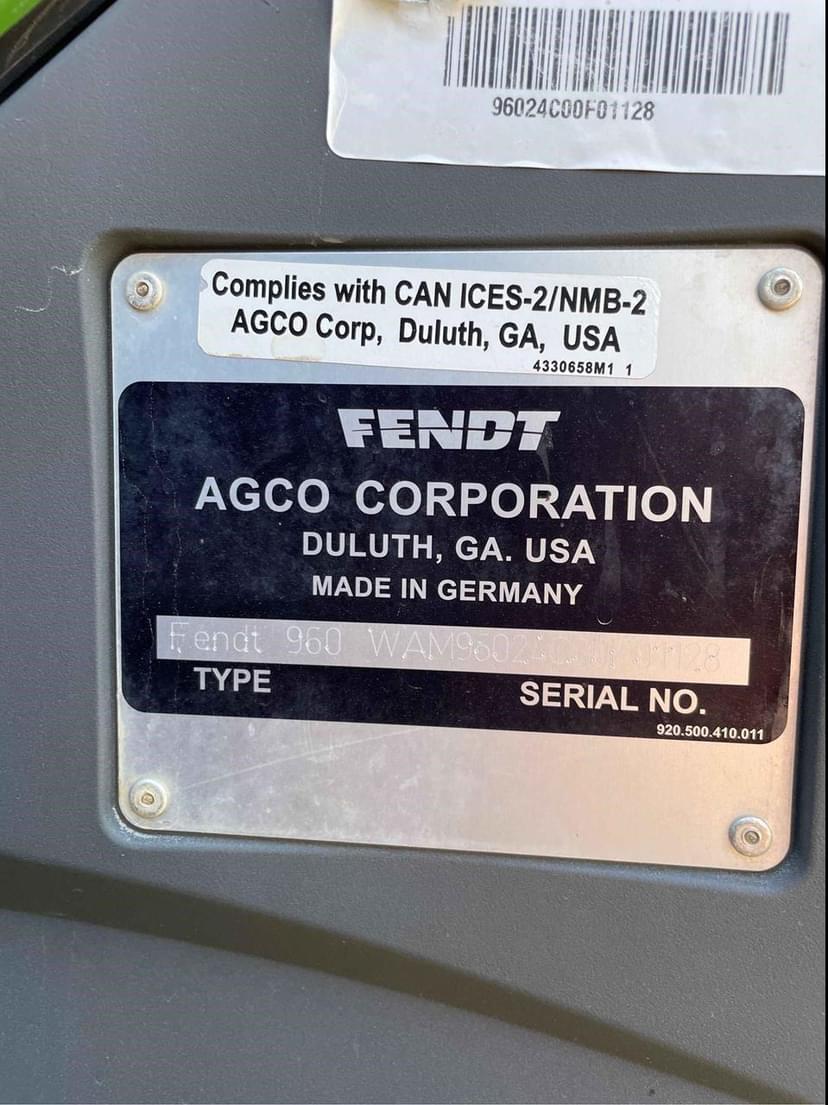 96024C00F01128
Complies with CAN ICES-2/NMB-2
AGCO Corp, Duluth, GA, USA
4330658M1 1
FENDT
AGCO CORPORATION
DULUTH, GA. USA
MADE IN GERMANY
Fendt 960 WAM96024C00F01128
TYPE SERIAL NO.
920.500.410.011